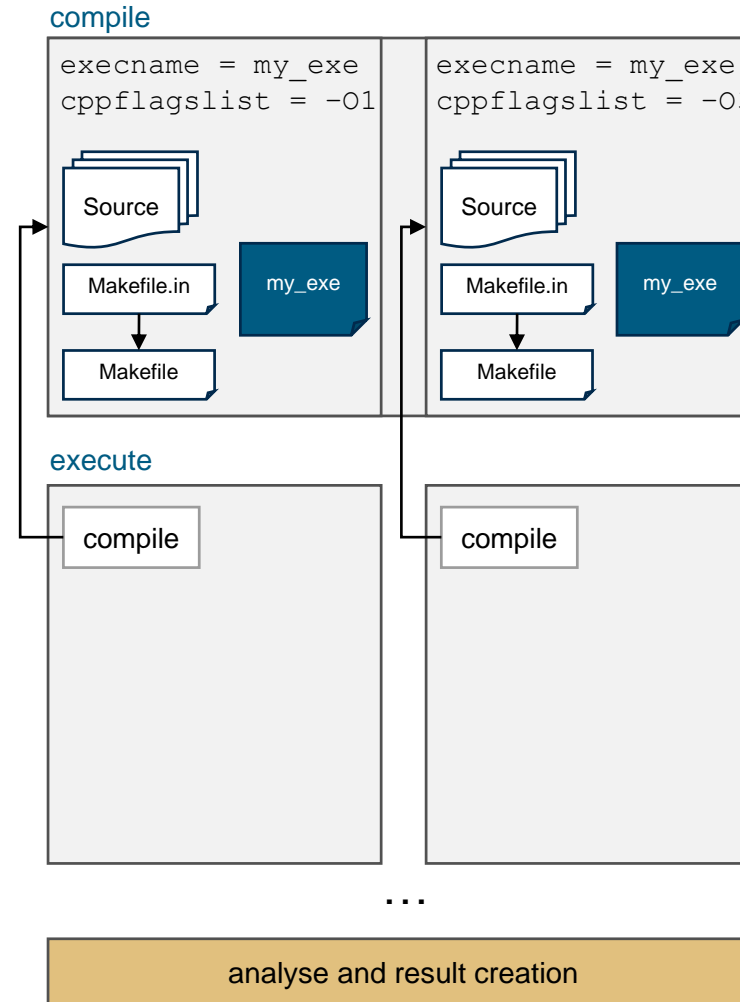 compile
execname = my_exe
cppflagslist = -O1
execname = my_exe
cppflagslist =
Source
Makefile.in
my_exe
Makefile
Source
Makefile.in
my_exe
Makefile
execute
compile
compile
...
analyse and result creation